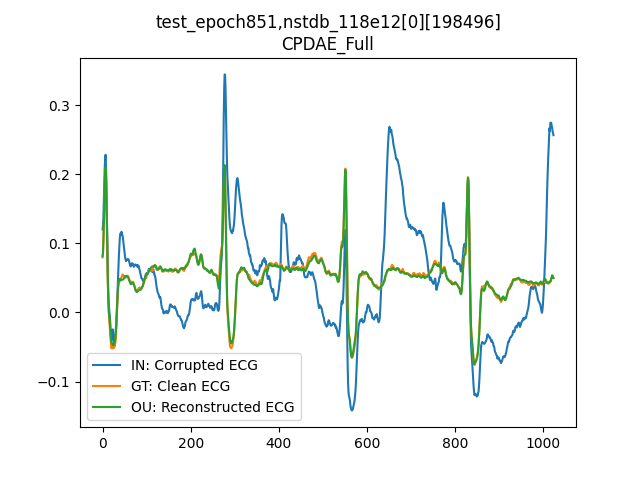 test_epoch851,nstdb_118e12[0][198496]
CPDAE_Full
0.3
0.2
0.1
0.0
−0.1
IN: Corrupted ECG
GT: Clean ECG
OU: Reconstructed ECG
0 200 400 600 800 1000